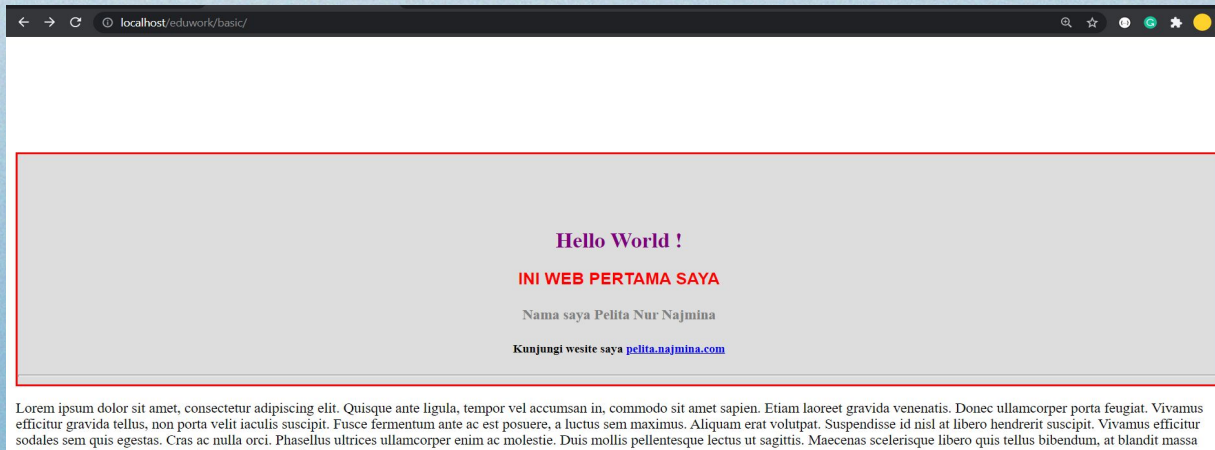 localhost/eduwork/basic/
Hello World !
INI WEB PERTAMA SAYA
Nama saya Pelita Nur Najmina
Kunjungi wesite saya pelita.najmina.com
Lorem ipsum dolor sit amet, consectetur adipiscing elit. Quisque ante ligula, tempor vel accumsan in, commodo sit amet sapien. Etiam laoreet gravida venenatis. Donec ullamcorper porta feugiat. Vivamus
efficitur gravida tellus, non porta velit iaculis suscipit. Fusce fermentum ante ac est posuere, a luctus sem maximus. Aliquam erat volutpat. Suspendisse id nisl at libero hendrerit suscipit. Vivamus efficitur
sodales sem quis egestas. Cras ac nulla orci. Phasellus ultrices ullamcorper enim ac molestie. Duis mollis pellentesque lectus ut sagittis. Maecenas scelerisque libero quis tellus bibendum, at blandit massa